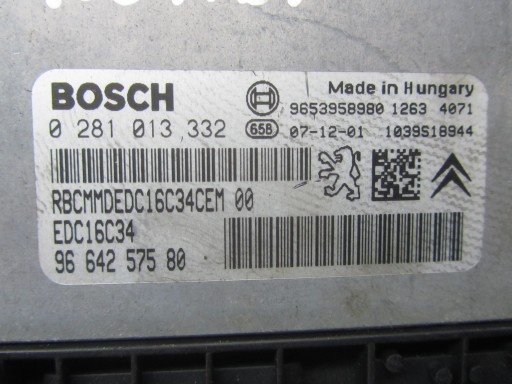 BOSCH
Made in Hungary
9653958980 1263 4071
0 281 013 332 658 07-12-01 1039S18944
RBCMMDEDC16C34CEM 00
EDC16C34
96 642 575 80